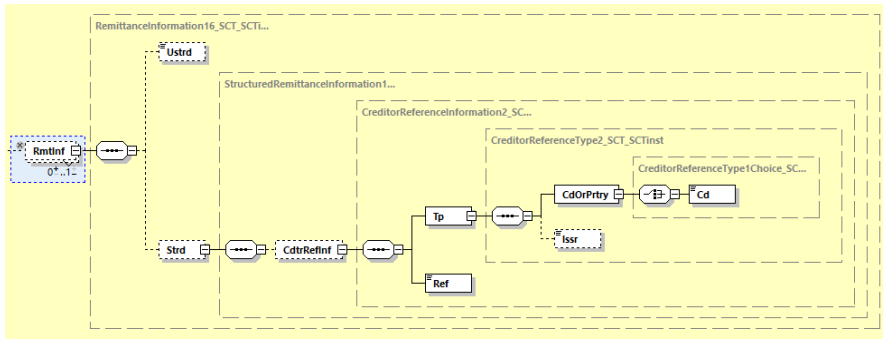 RemittanceInformation16_SCT_SCTi...
Ustrd
StructuredRemittanceInformation1...
CreditorReferenceInformation2_SC...
CreditorReferenceType2_SCT_SCTinst
RmtInf
0..1
CreditorReferenceType1Choice_SC...
CdOrPrtry
Cd
Tp
Issr
Strd
CdtrRefInf
Ref